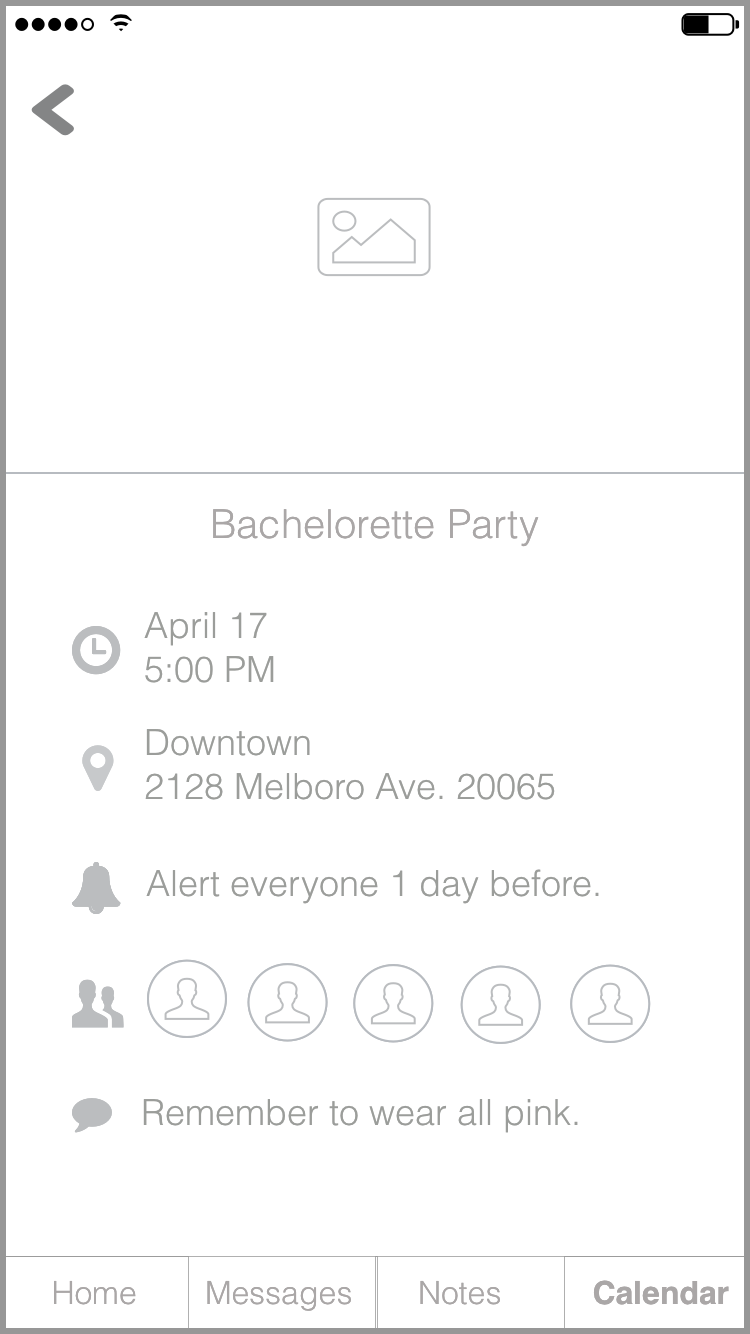 Bachelorette Party
April 17
5:00 PM
Downtown
2128 Melboro Ave. 20065
Alert everyone 1 day before.
Remember to wear all pink.
Home
Messages
Notes
Calendar